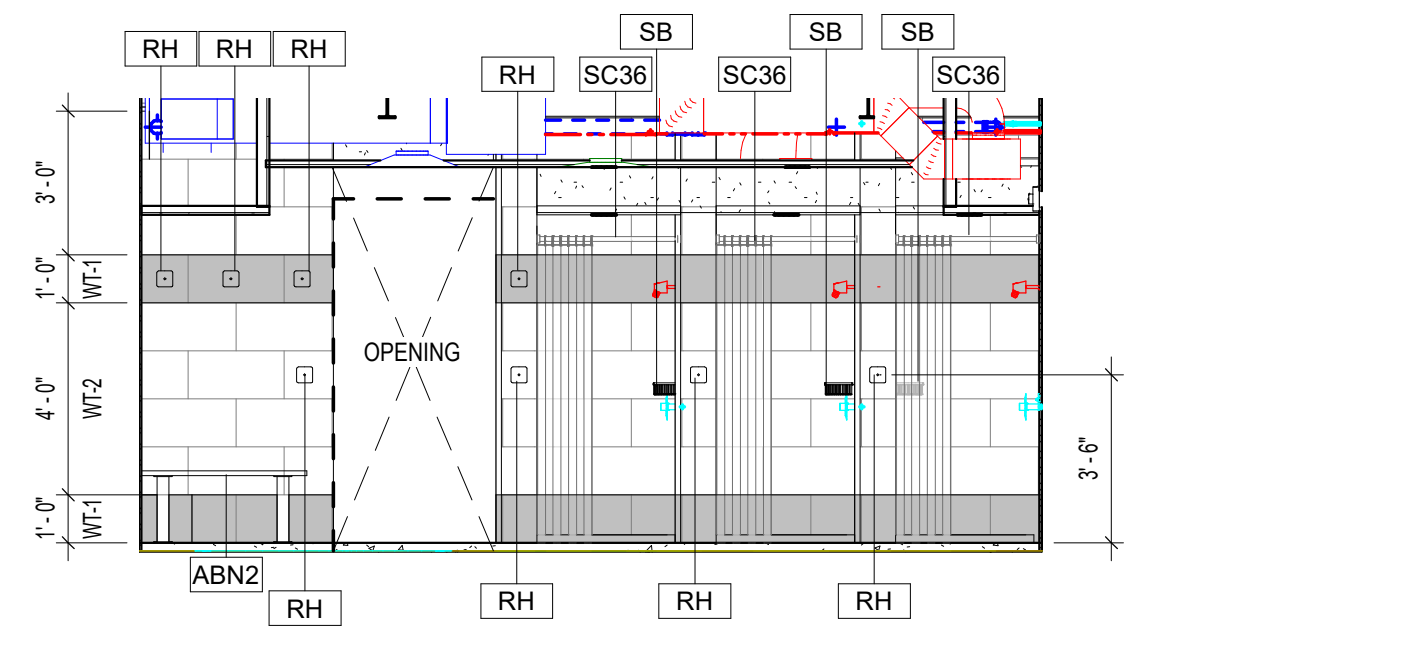 SB
SB
SB
RH
RH
RH
RH
SC36
SC36
SC36
3' - 0"
1' - 0"
WT-1
OPENING
4' - 0"
WT-2
3' - 6"
1' - 0"
WT-1
ABN2
RH
RH
RH
RH